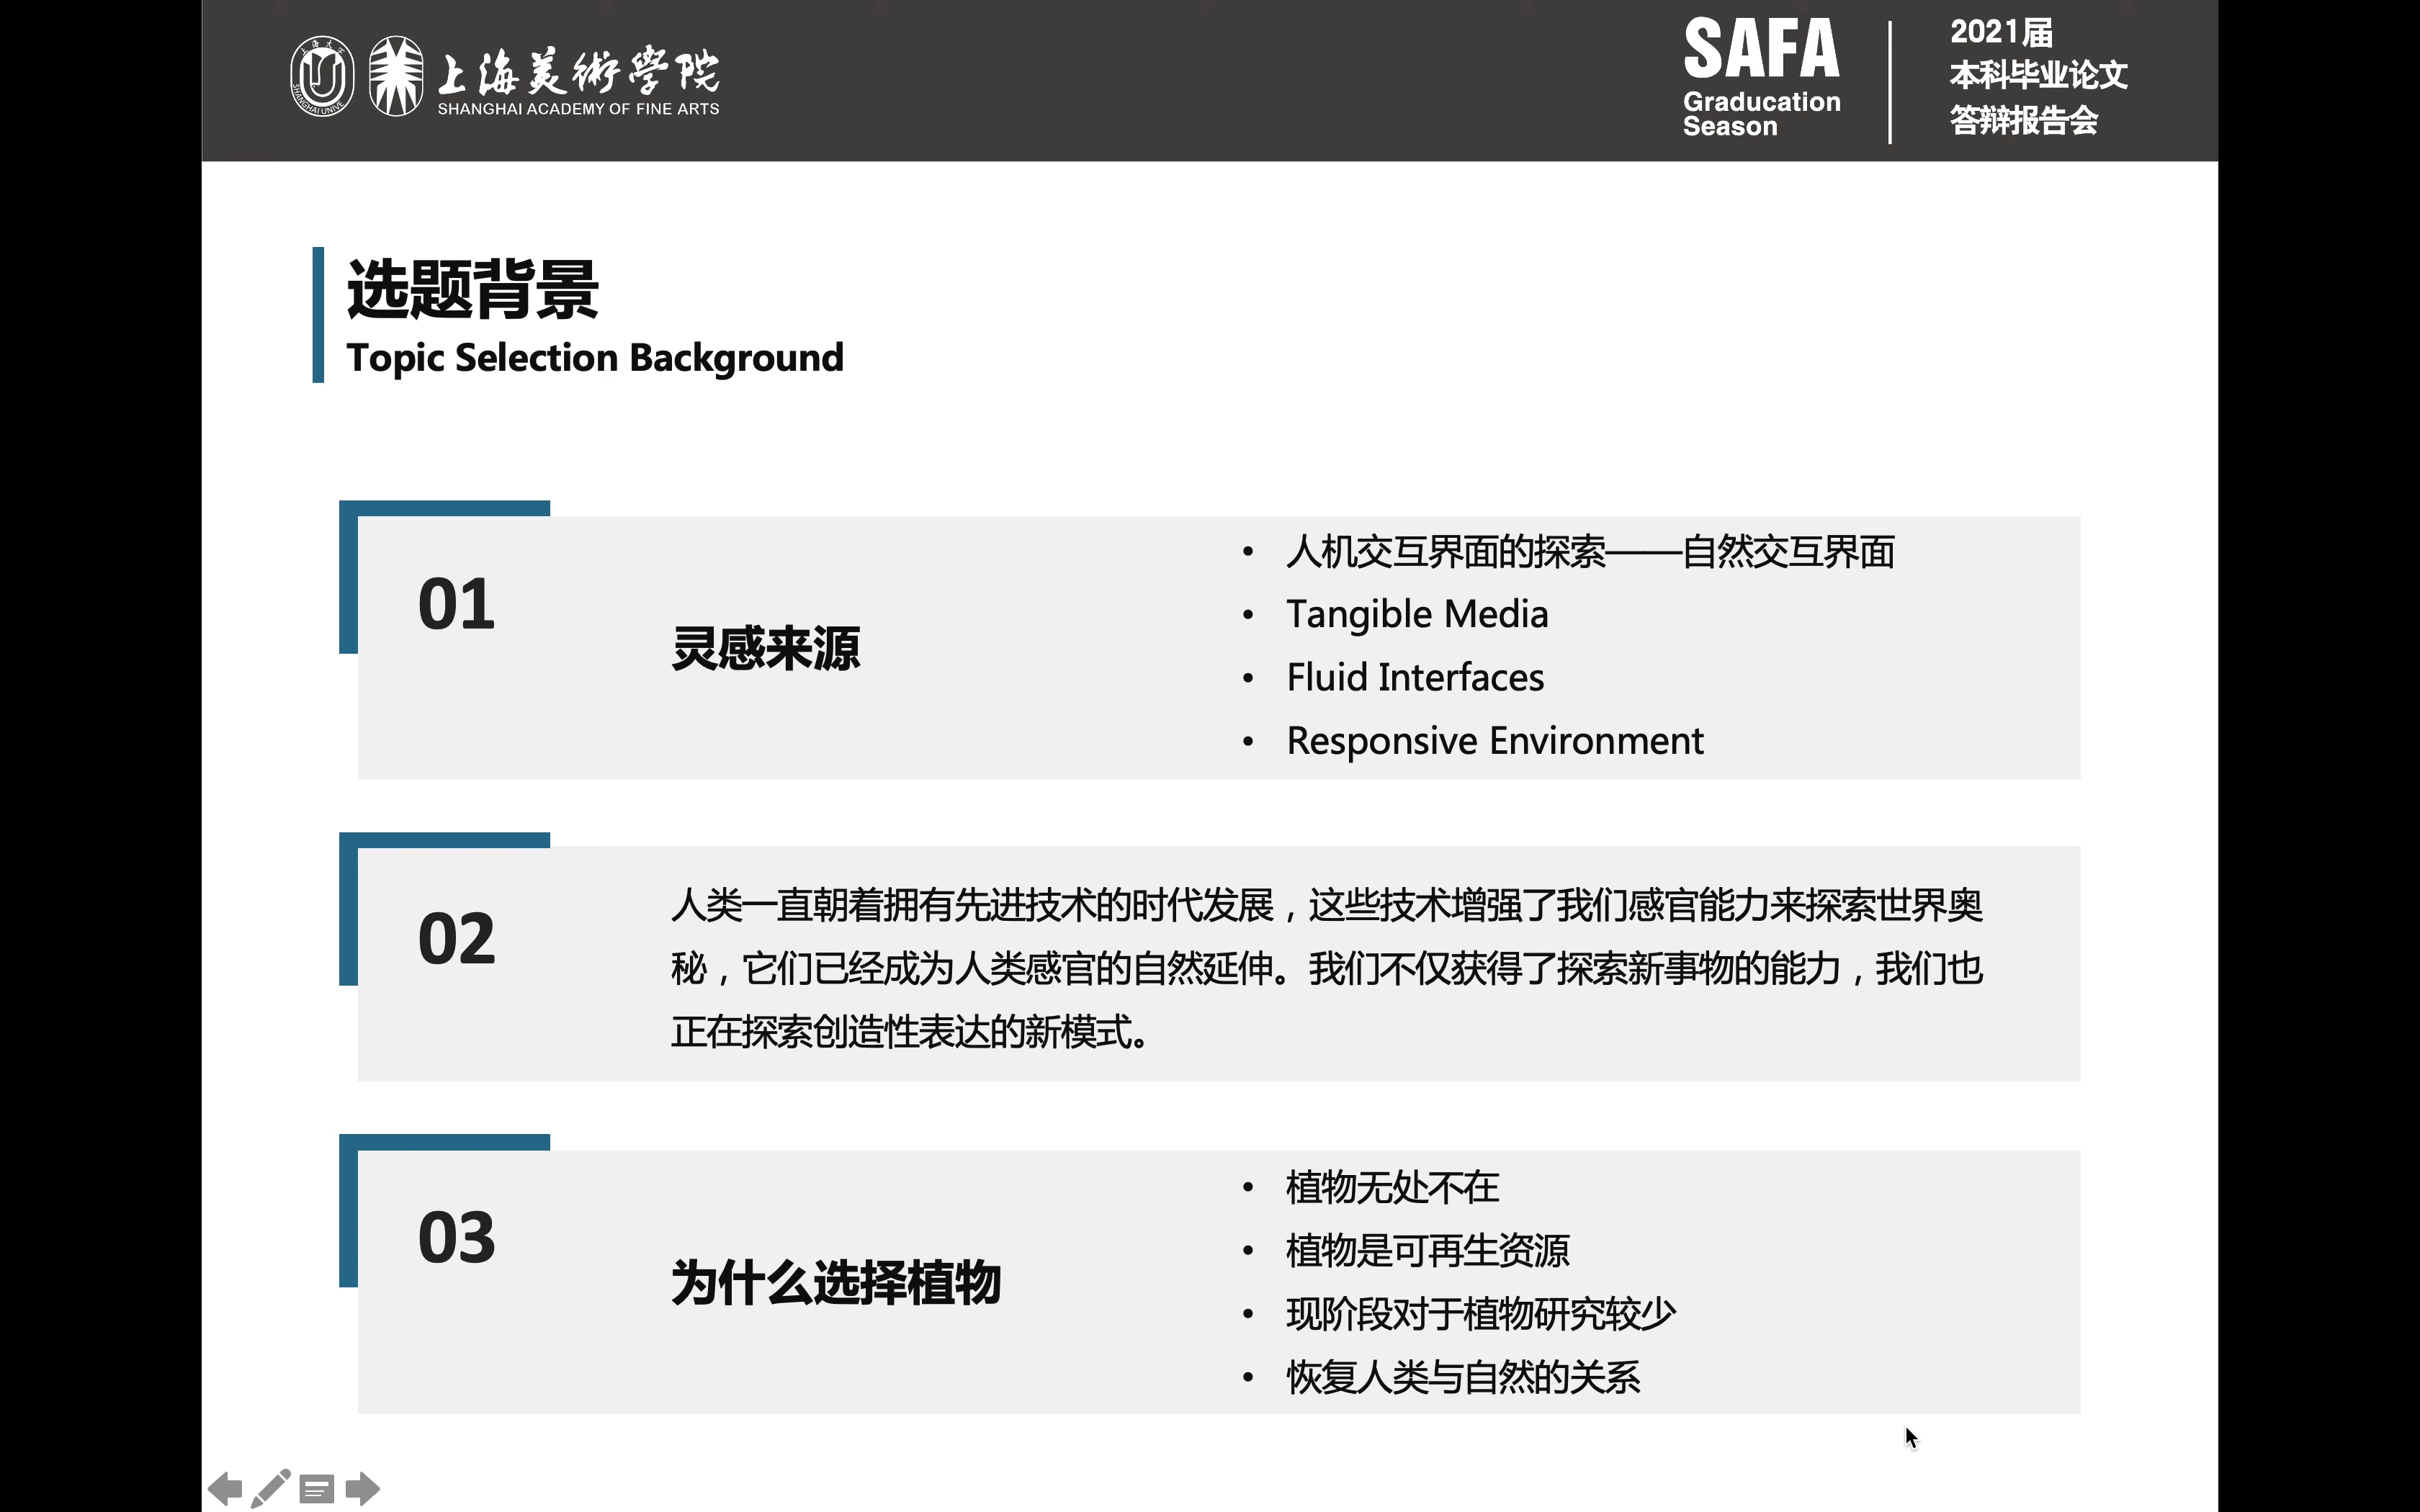 上海美術學院
SHANGHAI ACADEMY OF FINE ARTS
上海大学
SHANGHAI UNIVE
SAFA
Graducation
Season
2021届
本科毕业论文
答辩报告会
选题背景
Topic Selection Background
01
灵感来源
• 人机交互界面的探索——自然交互界面
• Tangible Media
• Fluid Interfaces
• Responsive Environment
02
人类一直朝着拥有先进技术的时代发展，这些技术增强了我们感官能力来探索世界奥
秘，它们已经成为人类感官的自然延伸。我们不仅获得了探索新事物的能力，我们也
正在探索创造性表达的新模式。
03
为什么选择植物
• 植物无处不在
• 植物是可再生资源
• 现阶段对于植物研究较少
• 恢复人类与自然的关系